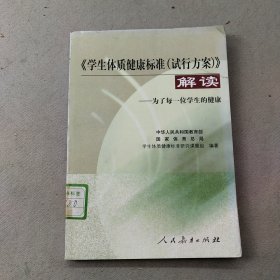 《学生体质健康标准（试行方案）》
解读
——为了每一位学生的健康
中华人民共和国教育部
国家体育总局
学生体质健康标准研究课题组 编著
人民教育出版社